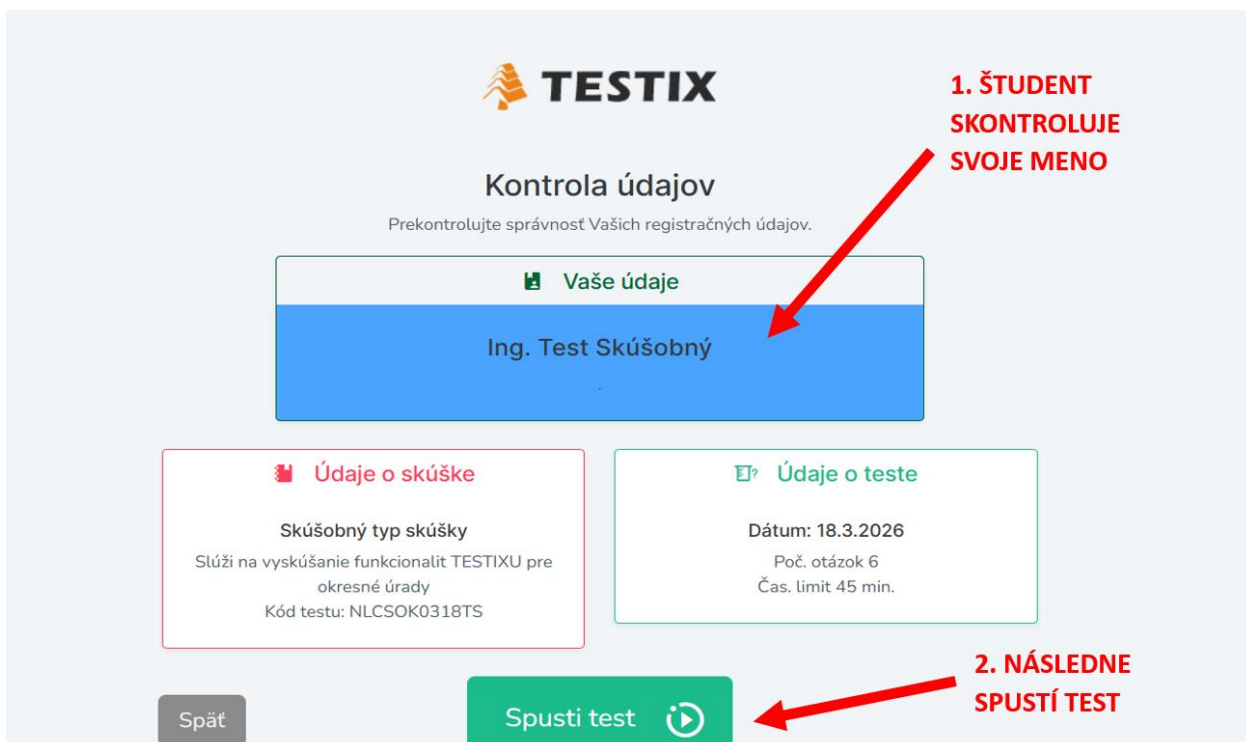 TESTIX
1. ŠTUDENT
SKONTROLUJE
SVOJE MENO
Kontrola údajov
Prekontrolujte správnosť Vašich registračných údajov.
Vaše údaje
Ing. Test Skúšobný
.
Údaje o skúške
Skúšobný typ skúšky
Slúži na vyskúšanie funkcionalit TESTIXU pre
okresné úrady
Kód testu: NLCSOK0318TS
Údaje o teste
Dátum: 18.3.2026
Poč. otázok 6
Čas. limit 45 min.
2. NÁSLEDNE
SPUSTÍ TEST
Späť
Spusti test